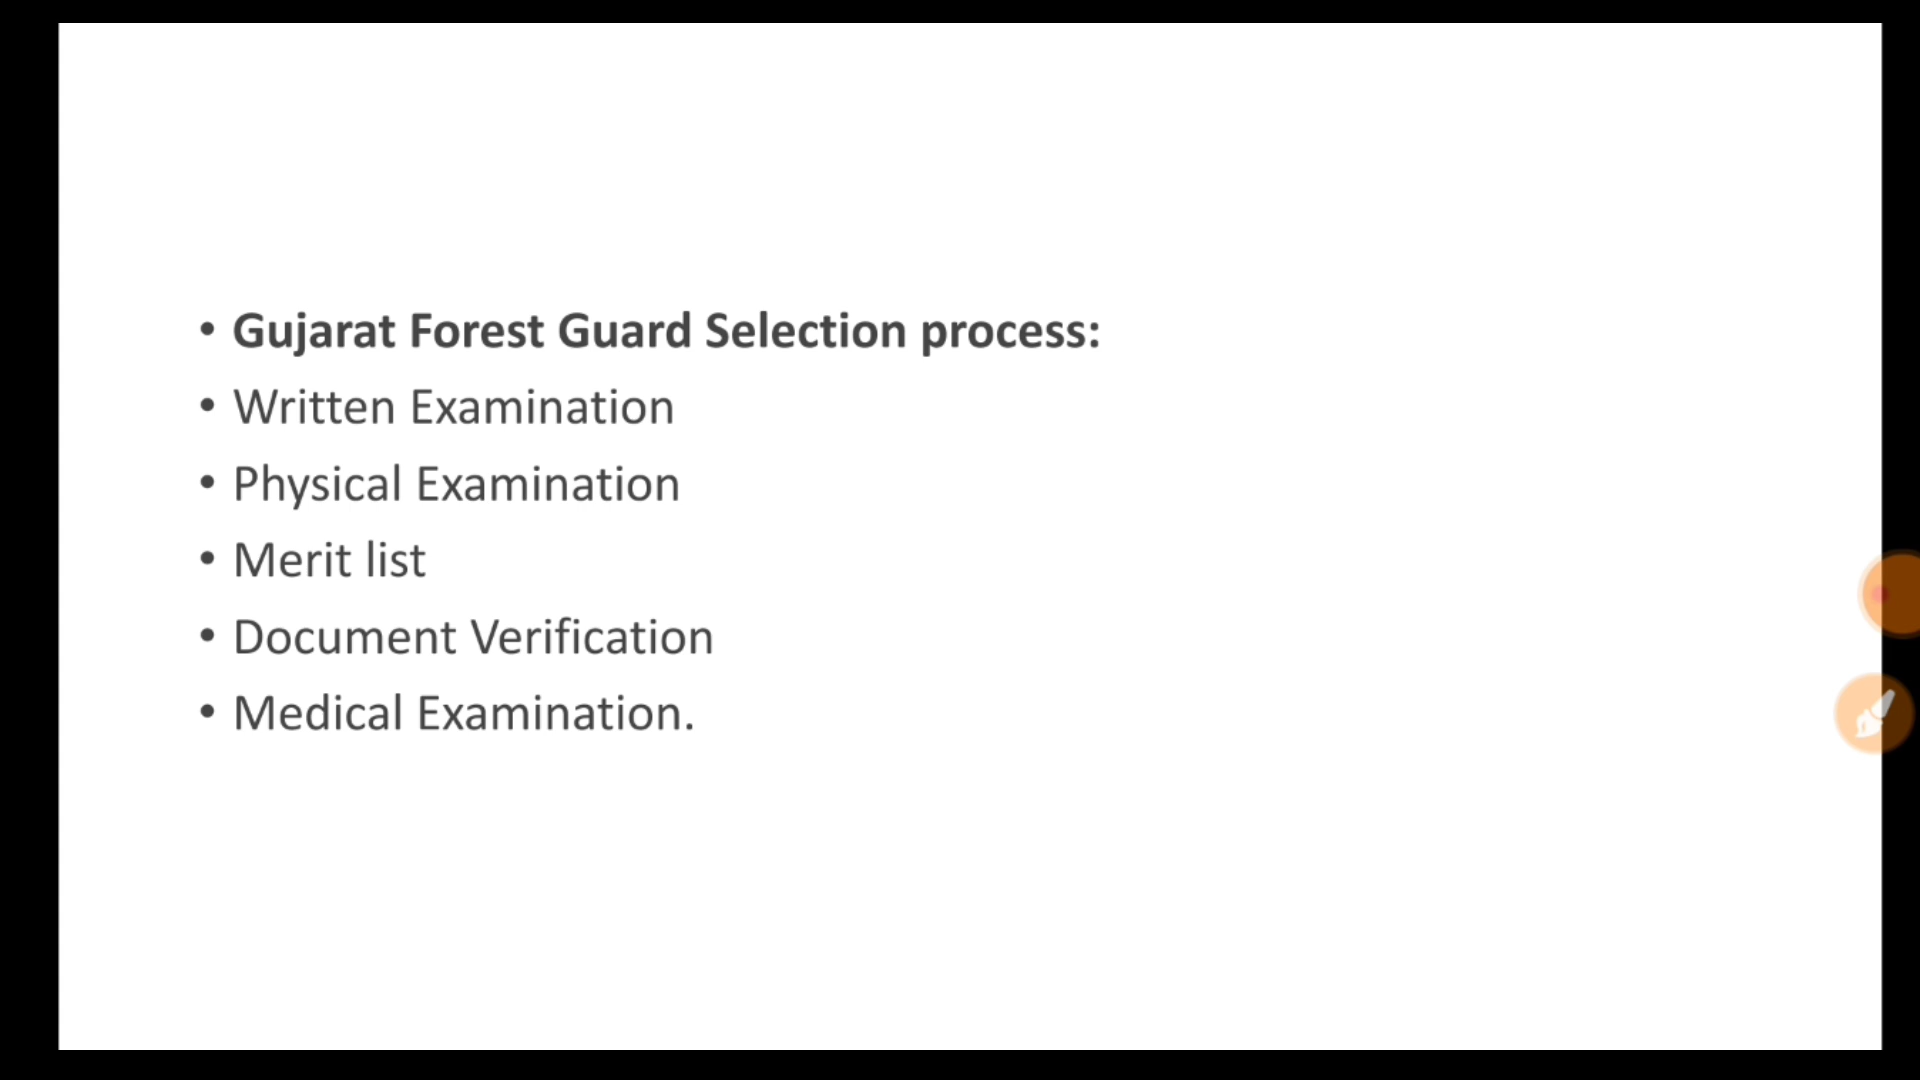 • Gujarat Forest Guard Selection process:
• Written Examination
• Physical Examination
• Merit list
• Document Verification
• Medical Examination.